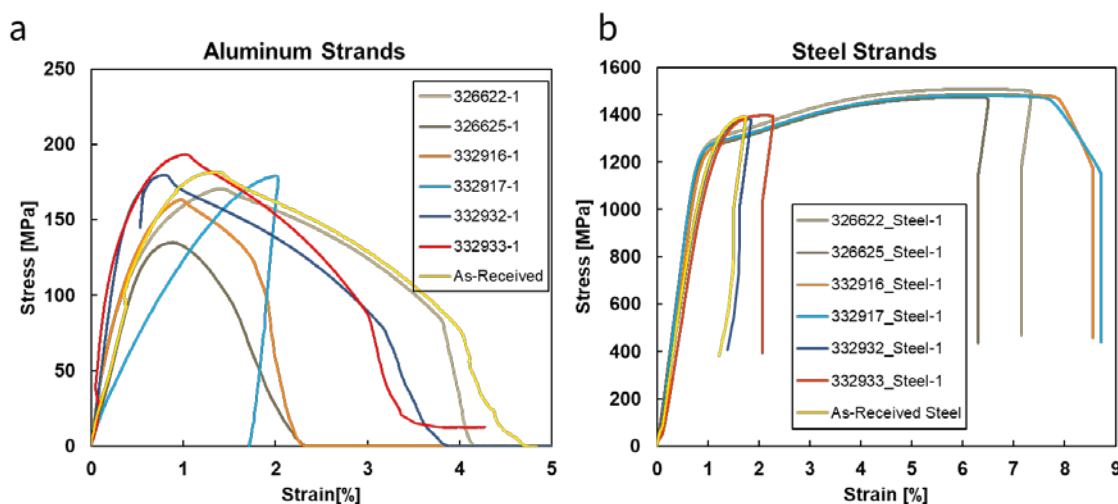 a
Aluminum Strands
250
200
150
100
50
0
Stress [MPa]
0 1 2 3 4 5
Strain[%]
326622-1
326625-1
332916-1
332917-1
332932-1
332933-1
As-Received
b
Steel Strands
1600
1400
1200
1000
800
600
400
200
0
Stress [MPa]
0 1 2 3 4 5 6 7 8 9
Strain [%]
326622_Steel-1
326625_Steel-1
332916_Steel-1
332917_Steel-1
332932_Steel-1
332933_Steel-1
As-Received Steel